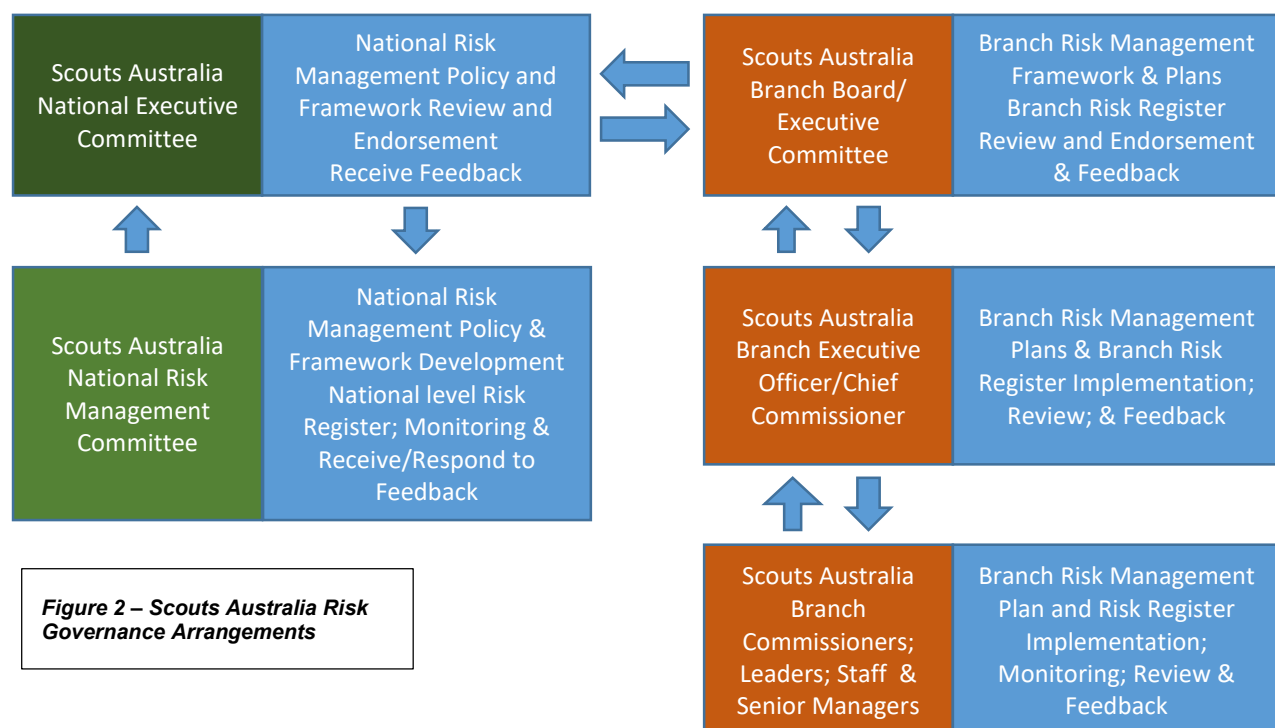 Scouts Australia
National Executive
Committee
National Risk
Management Policy and
Framework Review and
Endorsement
Receive Feedback
Scouts Australia
Branch Board/
Executive
Committee
Branch Risk Management
Framework & Plans
Branch Risk Register
Review and Endorsement
& Feedback
Scouts Australia
National Risk
Management
Committee
National Risk
Management Policy &
Framework Development
National level Risk
Register; Monitoring &
Receive/Respond to
Feedback
Scouts Australia
Branch Executive
Officer/Chief
Commissioner
Branch Risk Management
Plans & Branch Risk
Register Implementation;
Review; & Feedback
Figure 2 – Scouts Australia Risk
Governance Arrangements
Scouts Australia
Branch
Commissioners;
Leaders; Staff &
Senior Managers
Branch Risk Management
Plan and Risk Register
Implementation;
Monitoring; Review &
Feedback